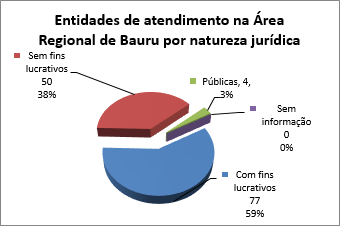 Entidades de atendimento na Área
Regional de Bauru por natureza jurídica
Sem fins
lucrativos
50
38%
Públicas, 4,
3%
Sem
informação
0
0%
Com fins
lucrativos
77
59%